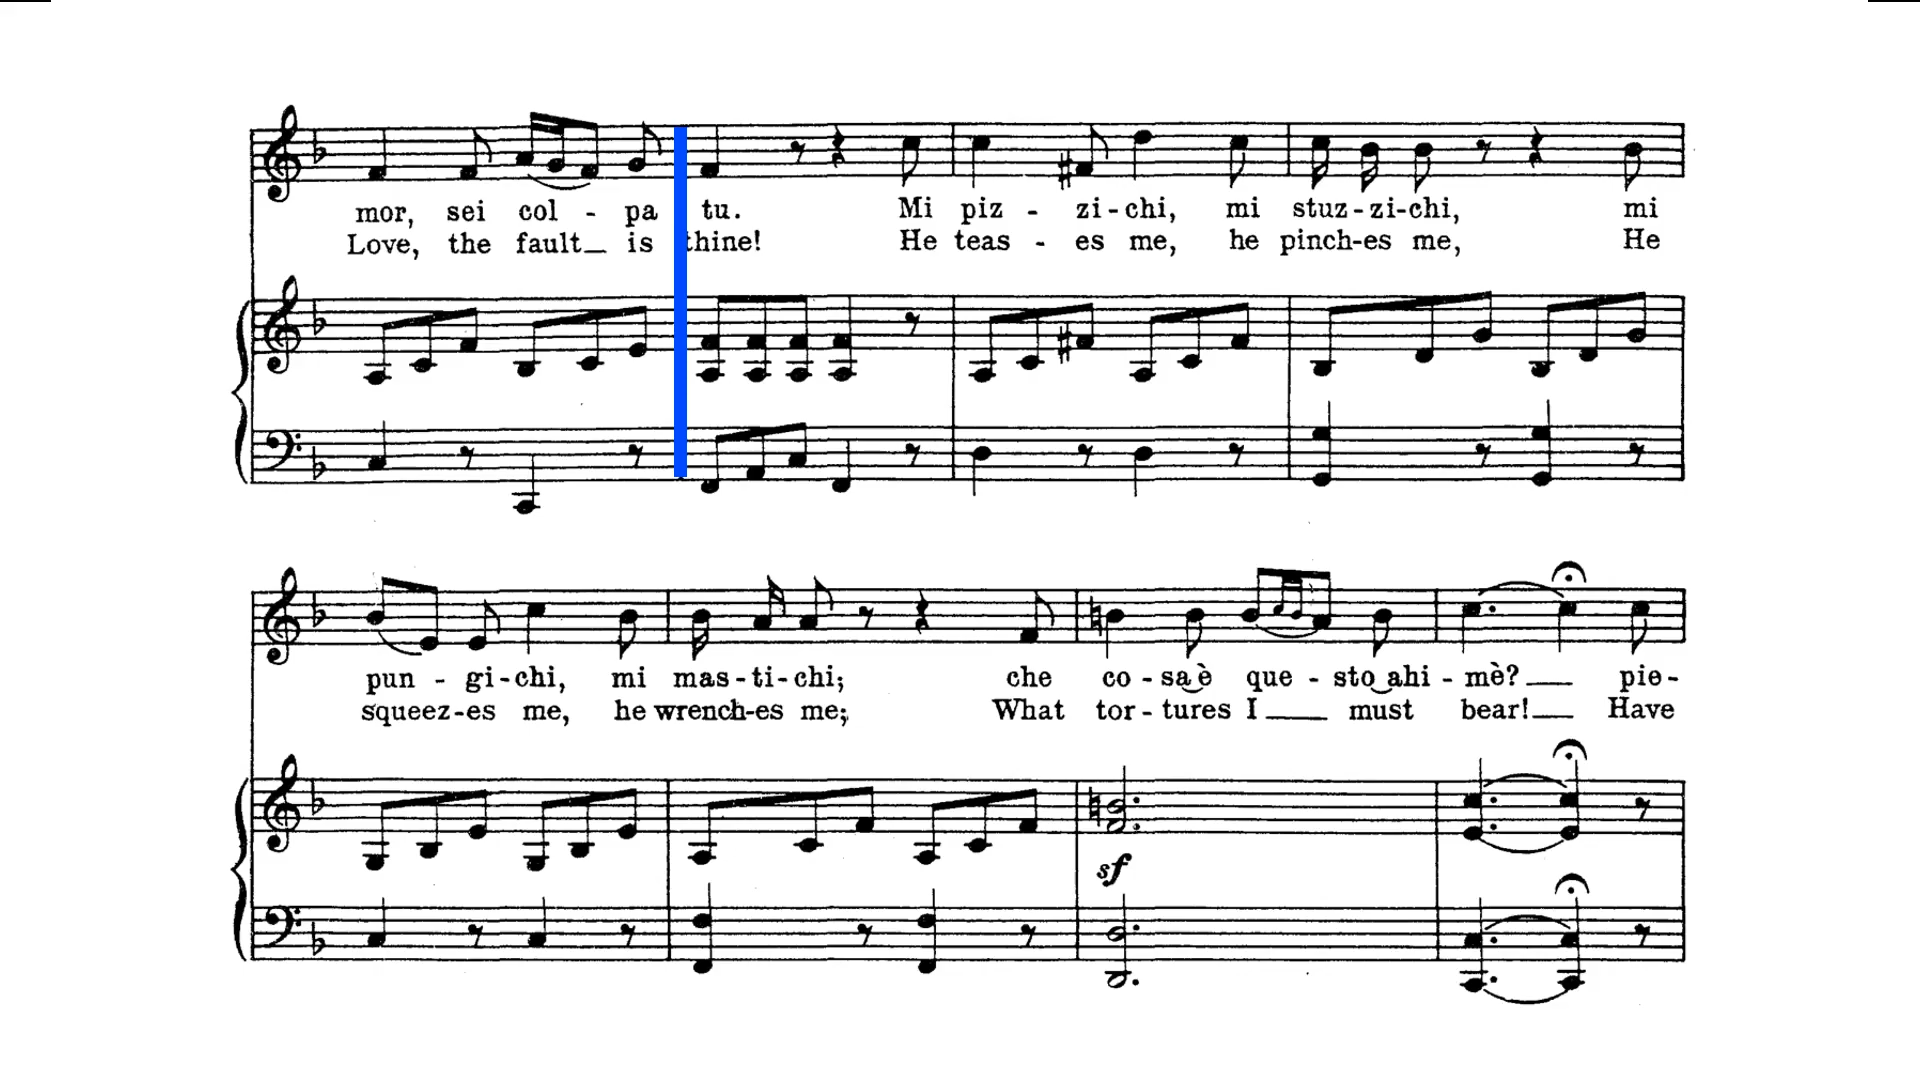 mor, sei col - pa tu. Mi piz - zi-chi, mi stuz-zi-chi, mi
Love, the fault is thine! He teas - es me, he pinch-es me, He
pun - gi-chi, mi mas-ti-chi; che co-sa è que-sto ahi-mè? pie-
squeez-es me, he wrench-es me; What tor-tures I must bear! Have
sf